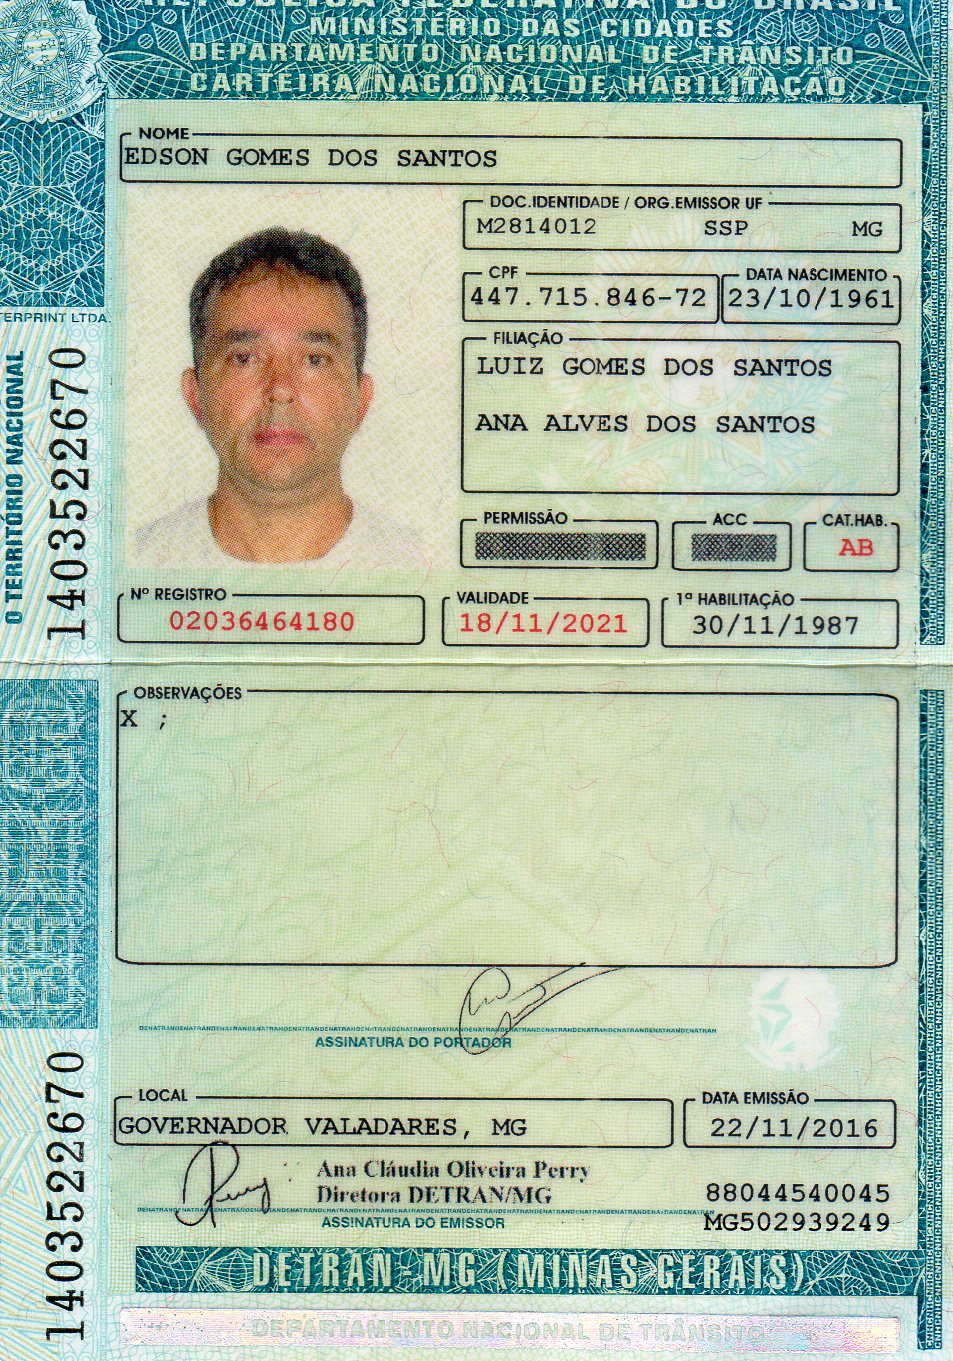 REPÚBLICA FEDERATIVA DO BRASIL
MINISTÉRIO DAS CIDADES
DEPARTAMENTO NACIONAL DE TRÂNSITO
CARTEIRA NACIONAL DE HABILITAÇÃO
NOME
EDSON GOMES DOS SANTOS
DOC.IDENTIDADE / ORG.EMISSOR UF
M2814012 SSP MG
CPF
447.715.846-72
DATA NASCIMENTO
23/10/1961
FILIAÇÃO
LUIZ GOMES DOS SANTOS
ANA ALVES DOS SANTOS
PERMISSÃO
ACC
CAT.HAB.
AB
Nº REGISTRO
02036464180
VALIDADE
18/11/2021
1ª HABILITAÇÃO
30/11/1987
TERPRINT LTDA.
O TERRITÓRIO NACIONAL
1403522670
OBSERVAÇÕES
X ;
ASSINATURA DO PORTADOR
LOCAL
GOVERNADOR VALADARES, MG
DATA EMISSÃO
22/11/2016
Ana Cláudia Oliveira Perry
Diretora DETRAN/MG
ASSINATURA DO EMISSOR
88044540045
MG502939249
1403522670
DETRAN-MG (MINAS GERAIS)
DEPARTAMENTO NACIONAL DE TRÂNSITO